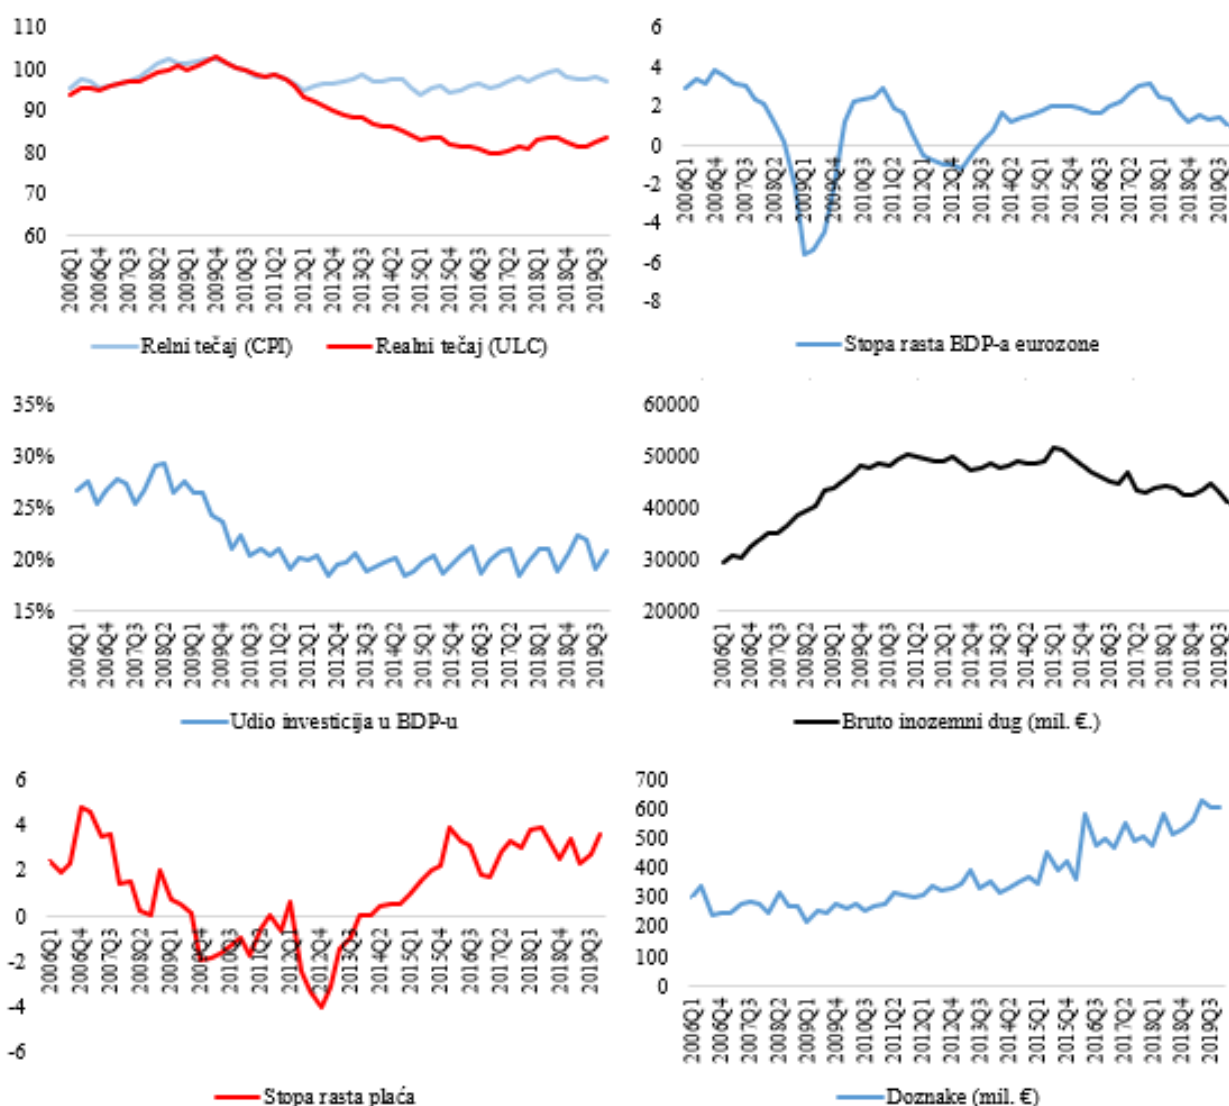 110
100
90
80
70
60
2006Q1
2006Q4
2007Q3
2008Q2
2009Q1
2009Q4
2010Q3
2011Q2
2012Q1
2012Q4
2013Q3
2014Q2
2015Q1
2015Q4
2016Q3
2017Q2
2018Q1
2018Q4
2019Q3
Relni tečaj (CPI) Realni tečaj (ULC)
6
4
2
0
-2
-4
-6
-8
2006Q1
2006Q4
2007Q3
2008Q2
2009Q1
2009Q4
2010Q3
2011Q2
2012Q1
2012Q4
2013Q3
2014Q2
2015Q1
2015Q4
2016Q3
2017Q2
2018Q1
2018Q4
2019Q3
Stopa rasta BDP-a eurozone
35%
30%
25%
20%
15%
2006Q1
2006Q4
2007Q3
2008Q2
2009Q1
2009Q4
2010Q3
2011Q2
2012Q1
2012Q4
2013Q3
2014Q2
2015Q1
2015Q4
2016Q3
2017Q2
2018Q1
2018Q4
2019Q3
Udio investicija u BDP-u
60000
50000
40000
30000
20000
2006Q1
2006Q4
2007Q3
2008Q2
2009Q1
2009Q4
2010Q3
2011Q2
2012Q1
2012Q4
2013Q3
2014Q2
2015Q1
2015Q4
2016Q3
2017Q2
2018Q1
2018Q4
2019Q3
Bruto inozemni dug (mil. €.)
6
4
2
0
-2
-4
-6
2006Q1
2006Q4
2007Q3
2008Q2
2009Q1
2009Q4
2010Q3
2011Q2
2012Q1
2012Q4
2013Q3
2014Q2
2015Q1
2015Q4
2016Q3
2017Q2
2018Q1
2018Q4
2019Q3
Stopa rasta plaća
700
600
500
400
300
200
100
0
2006Q1
2006Q4
2007Q3
2008Q2
2009Q1
2009Q4
2010Q3
2011Q2
2012Q1
2012Q4
2013Q3
2014Q2
2015Q1
2015Q4
2016Q3
2017Q2
2018Q1
2018Q4
2019Q3
Doznake (mil. €)